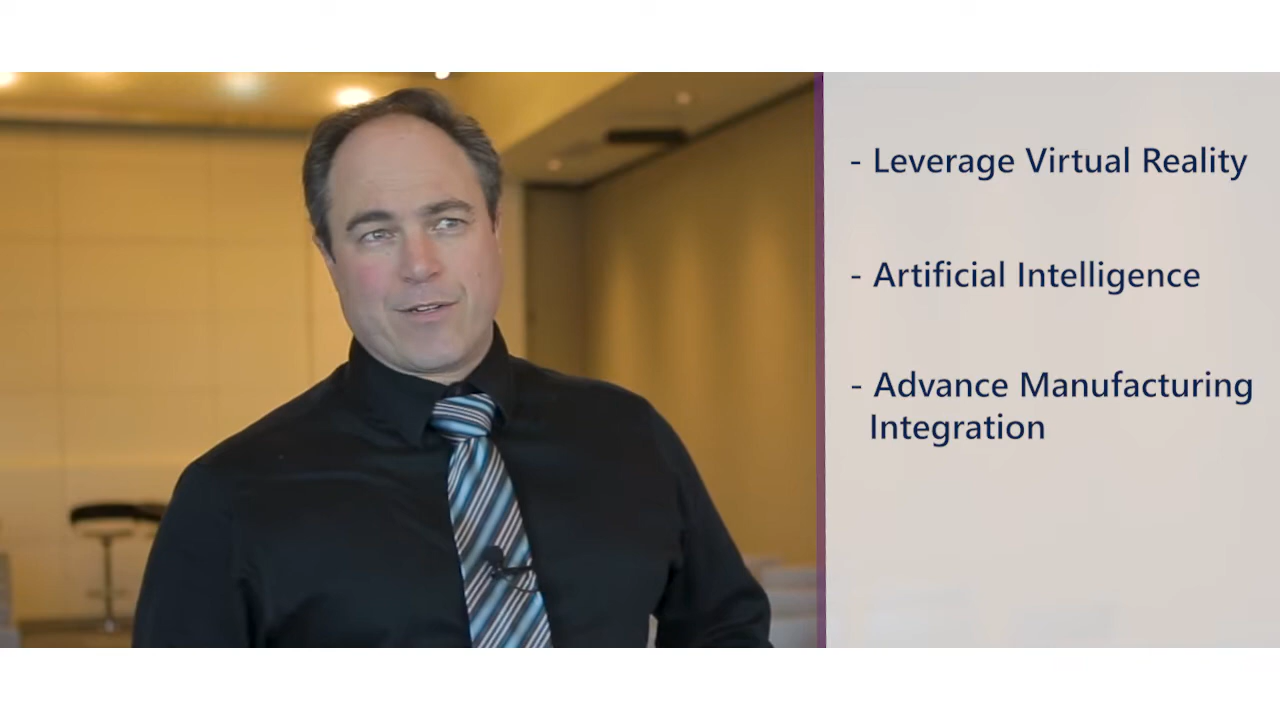 - Leverage Virtual Reality
- Artificial Intelligence
- Advance Manufacturing
Integration